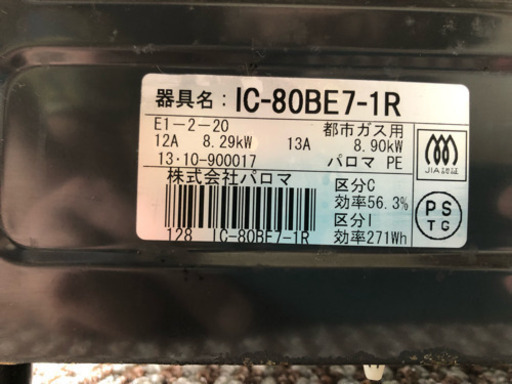 器具名：IC-80BE7-1R
E1-2-20 都市ガス用
12A 8.29kW 13A 8.90kW
13·10-900017 パロマ PE
株式会社パロマ 区分C
効率56.3%
区分I
128 IC-80BE7-1R 効率271Wh
JIA認証
PS
TG